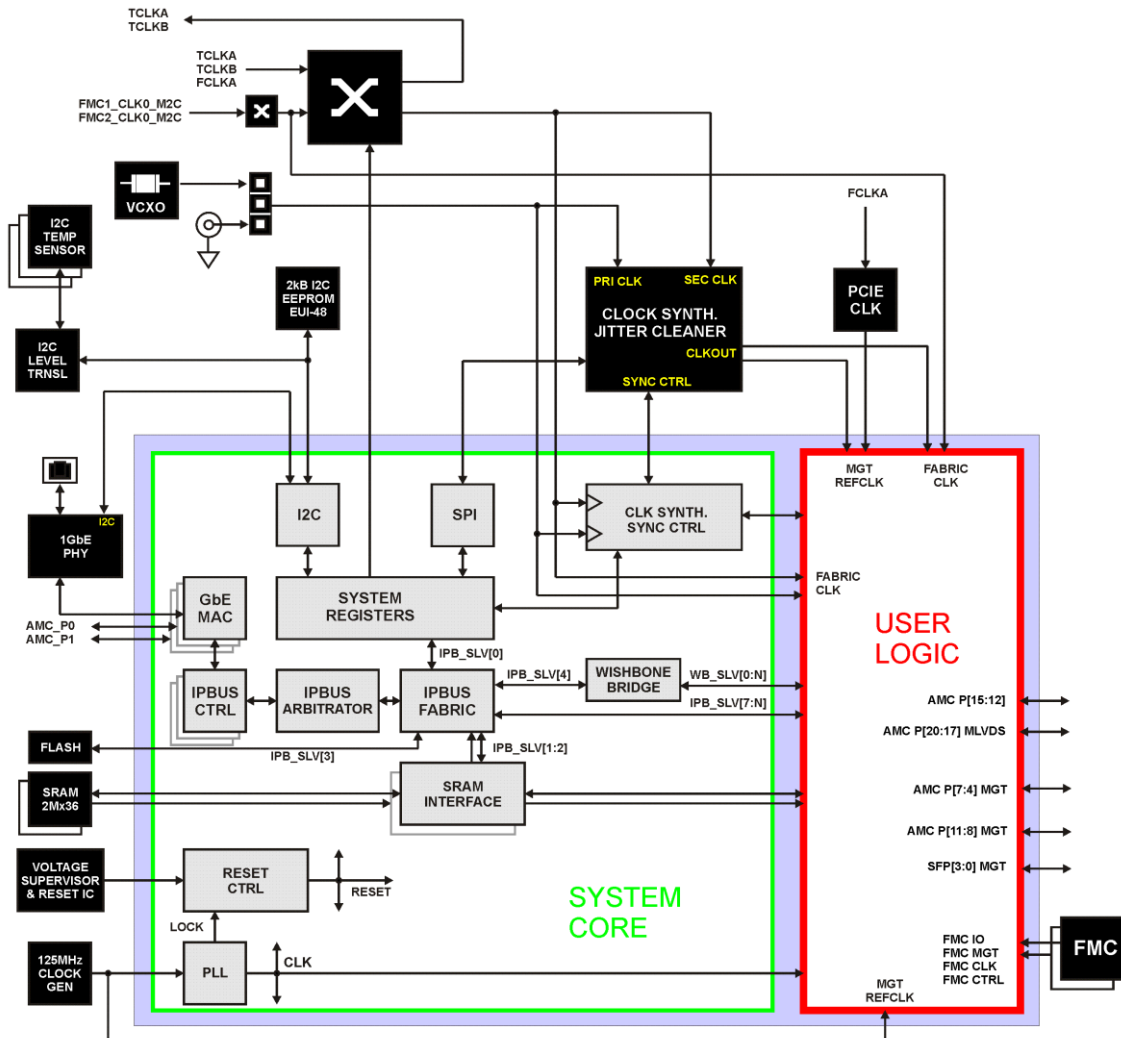 TCLKA
TCLKB
TCLKA
TCLKB
FCLKA
FMC1_CLK0_M2C
FMC2_CLK0_M2C
VCXO
FCLKA
I2C
TEMP
SENSOR
2kB I2C
EEPROM
EUI-48
PRI CLK
SEC CLK
CLOCK SYNTH.
JITTER CLEANER
CLKOUT
SYNC CTRL
PCIE
CLK
I2C
LEVEL
TRNSL
MGT
REFCLK
FABRIC
CLK
I2C
1GbE
PHY
I2C
SPI
CLK SYNTH.
SYNC CTRL
FABRIC
CLK
GbE
MAC
SYSTEM
REGISTERS
AMC_P0
AMC_P1
USER
LOGIC
IPB_SLV[0]
IPBUS
CTRL
IPBUS
ARBITRATOR
IPBUS
FABRIC
IPB_SLV[4]
WISHBONE
BRIDGE
WB_SLV[0:N]
IPB_SLV[7:N]
AMC P[15:12]
AMC P[20:17] MLVDS
FLASH
IPB_SLV[3]
IPB_SLV[1:2]
SRAM
2Mx36
SRAM
INTERFACE
AMC P[7:4] MGT
AMC P[11:8] MGT
SFP[3:0] MGT
VOLTAGE
SUPERVISOR
& RESET IC
RESET
CTRL
RESET
SYSTEM
CORE
LOCK
125MHz
CLOCK
GEN
PLL
CLK
FMC IO
FMC MGT
FMC CLK
FMC CTRL
FMC
MGT
REFCLK